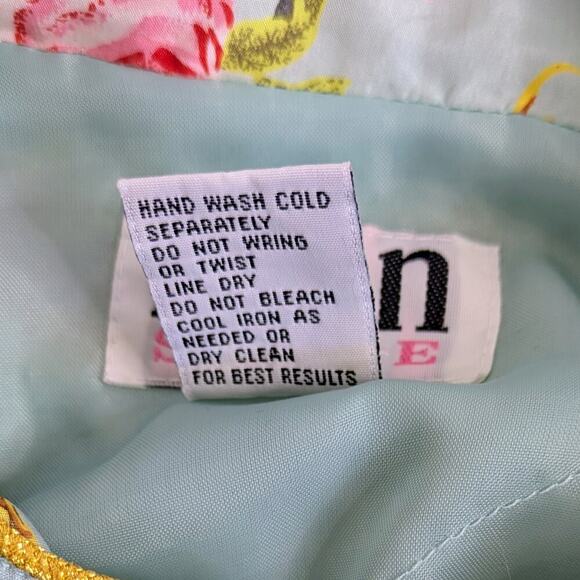 HAND WASH COLD
SEPARATELY
DO NOT WRING
OR TWIST
LINE DRY
DO NOT BLEACH
COOL IRON AS
NEEDED OR
DRY CLEAN
FOR BEST RESULTS
n
E